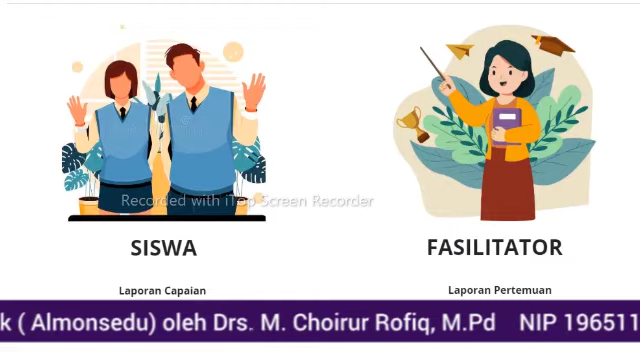 Recorded with iTop Screen Recorder
SISWA
FASILITATOR
Laporan Capaian
Laporan Pertemuan
k ( Almonsedu) oleh Drs. M. Choirur Rofiq, M.Pd NIP 196511